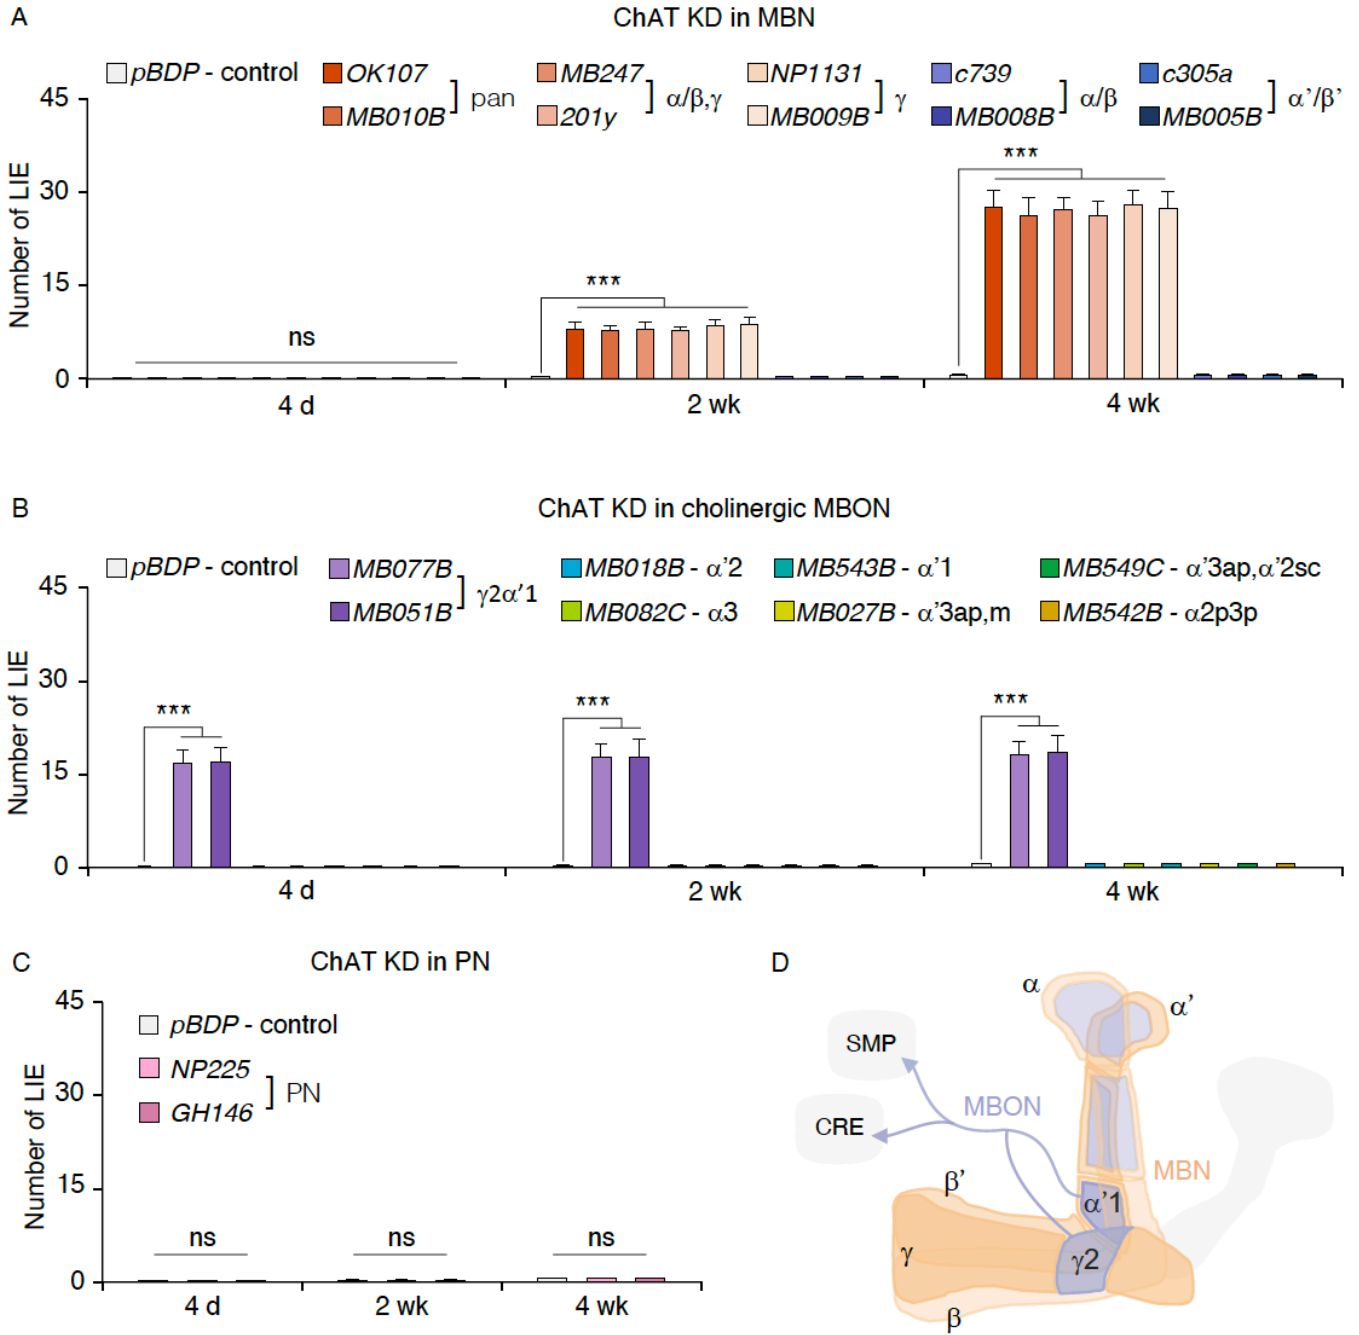 A
ChAT KD in MBN
pBDP - control
OK107
MB010B
] pan
MB247
201y
] α/β,γ
NP1131
MB009B
] γ
c739
MB008B
] α/β
c305a
MB005B
] α’/β’
Number of LIE
45
30
15
0
ns
***
***
4 d
2 wk
4 wk
B
ChAT KD in cholinergic MBON
pBDP - control
MB077B
MB051B
] γ2α’1
MB018B - α’2
MB082C - α3
MB543B - α’1
MB027B - α’3ap,m
MB549C - α’3ap,α’2sc
MB542B - α2p3p
Number of LIE
45
30
15
0
***
***
***
4 d
2 wk
4 wk
C
ChAT KD in PN
pBDP - control
NP225
GH146
] PN
Number of LIE
45
30
15
0
ns
ns
ns
4 d
2 wk
4 wk
D
α
α’
SMP
CRE
MBON
MBN
β’
α’1
γ
γ2
β